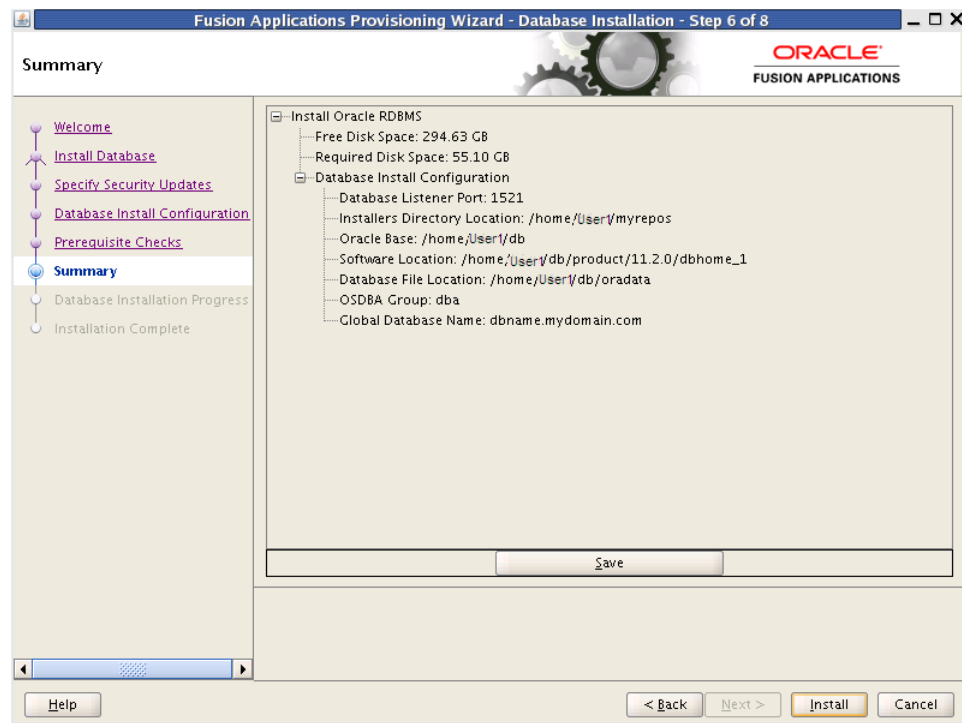 Fusion Applications Provisioning Wizard - Database Installation - Step 6 of 8
Summary
ORACLE
FUSION APPLICATIONS
Welcome
Install Database
Specify Security Updates
Database Install Configuration
Prerequisite Checks
Summary
Database Installation Progress
Installation Complete
Install Oracle RDBMS
Free Disk Space: 294.63 GB
Required Disk Space: 55.10 GB
Database Install Configuration
Database Listener Port: 1521
Installers Directory Location: /home/User1/myrepos
Oracle Base: /home/User1/db
Software Location: /home/User1/db/product/11.2.0/dbhome_1
Database File Location: /home/User1/db/oradata
OSDBA Group: dba
Global Database Name: dbname.mydomain.com
Save
Help
< Back
Next >
Install
Cancel